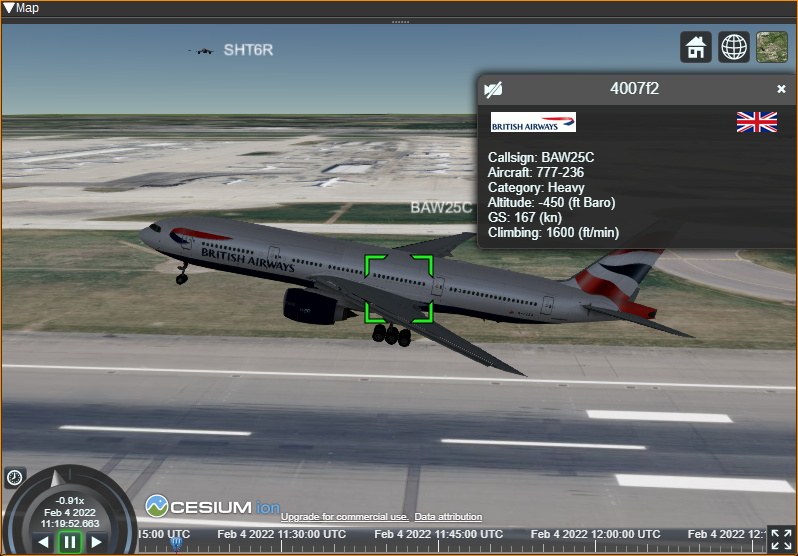 Map
SHT6R
4007f2
BRITISH AIRWAYS
Callsign: BAW25C
Aircraft: 777-236
Category: Heavy
Altitude: -450 (ft Baro)
GS: 167 (kn)
Climbing: 1600 (ft/min)
BAW25C
BRITISH AIRWAYS
-0.91x
Feb 4 2022
11:19:52.663
CESIUM ion
Upgrade for commercial use. Data attribution
15:00 UTC Feb 4 2022 11:30:00 UTC Feb 4 2022 11:45:00 UTC Feb 4 2022 12:00:00 UTC Feb 4 2022 12:1